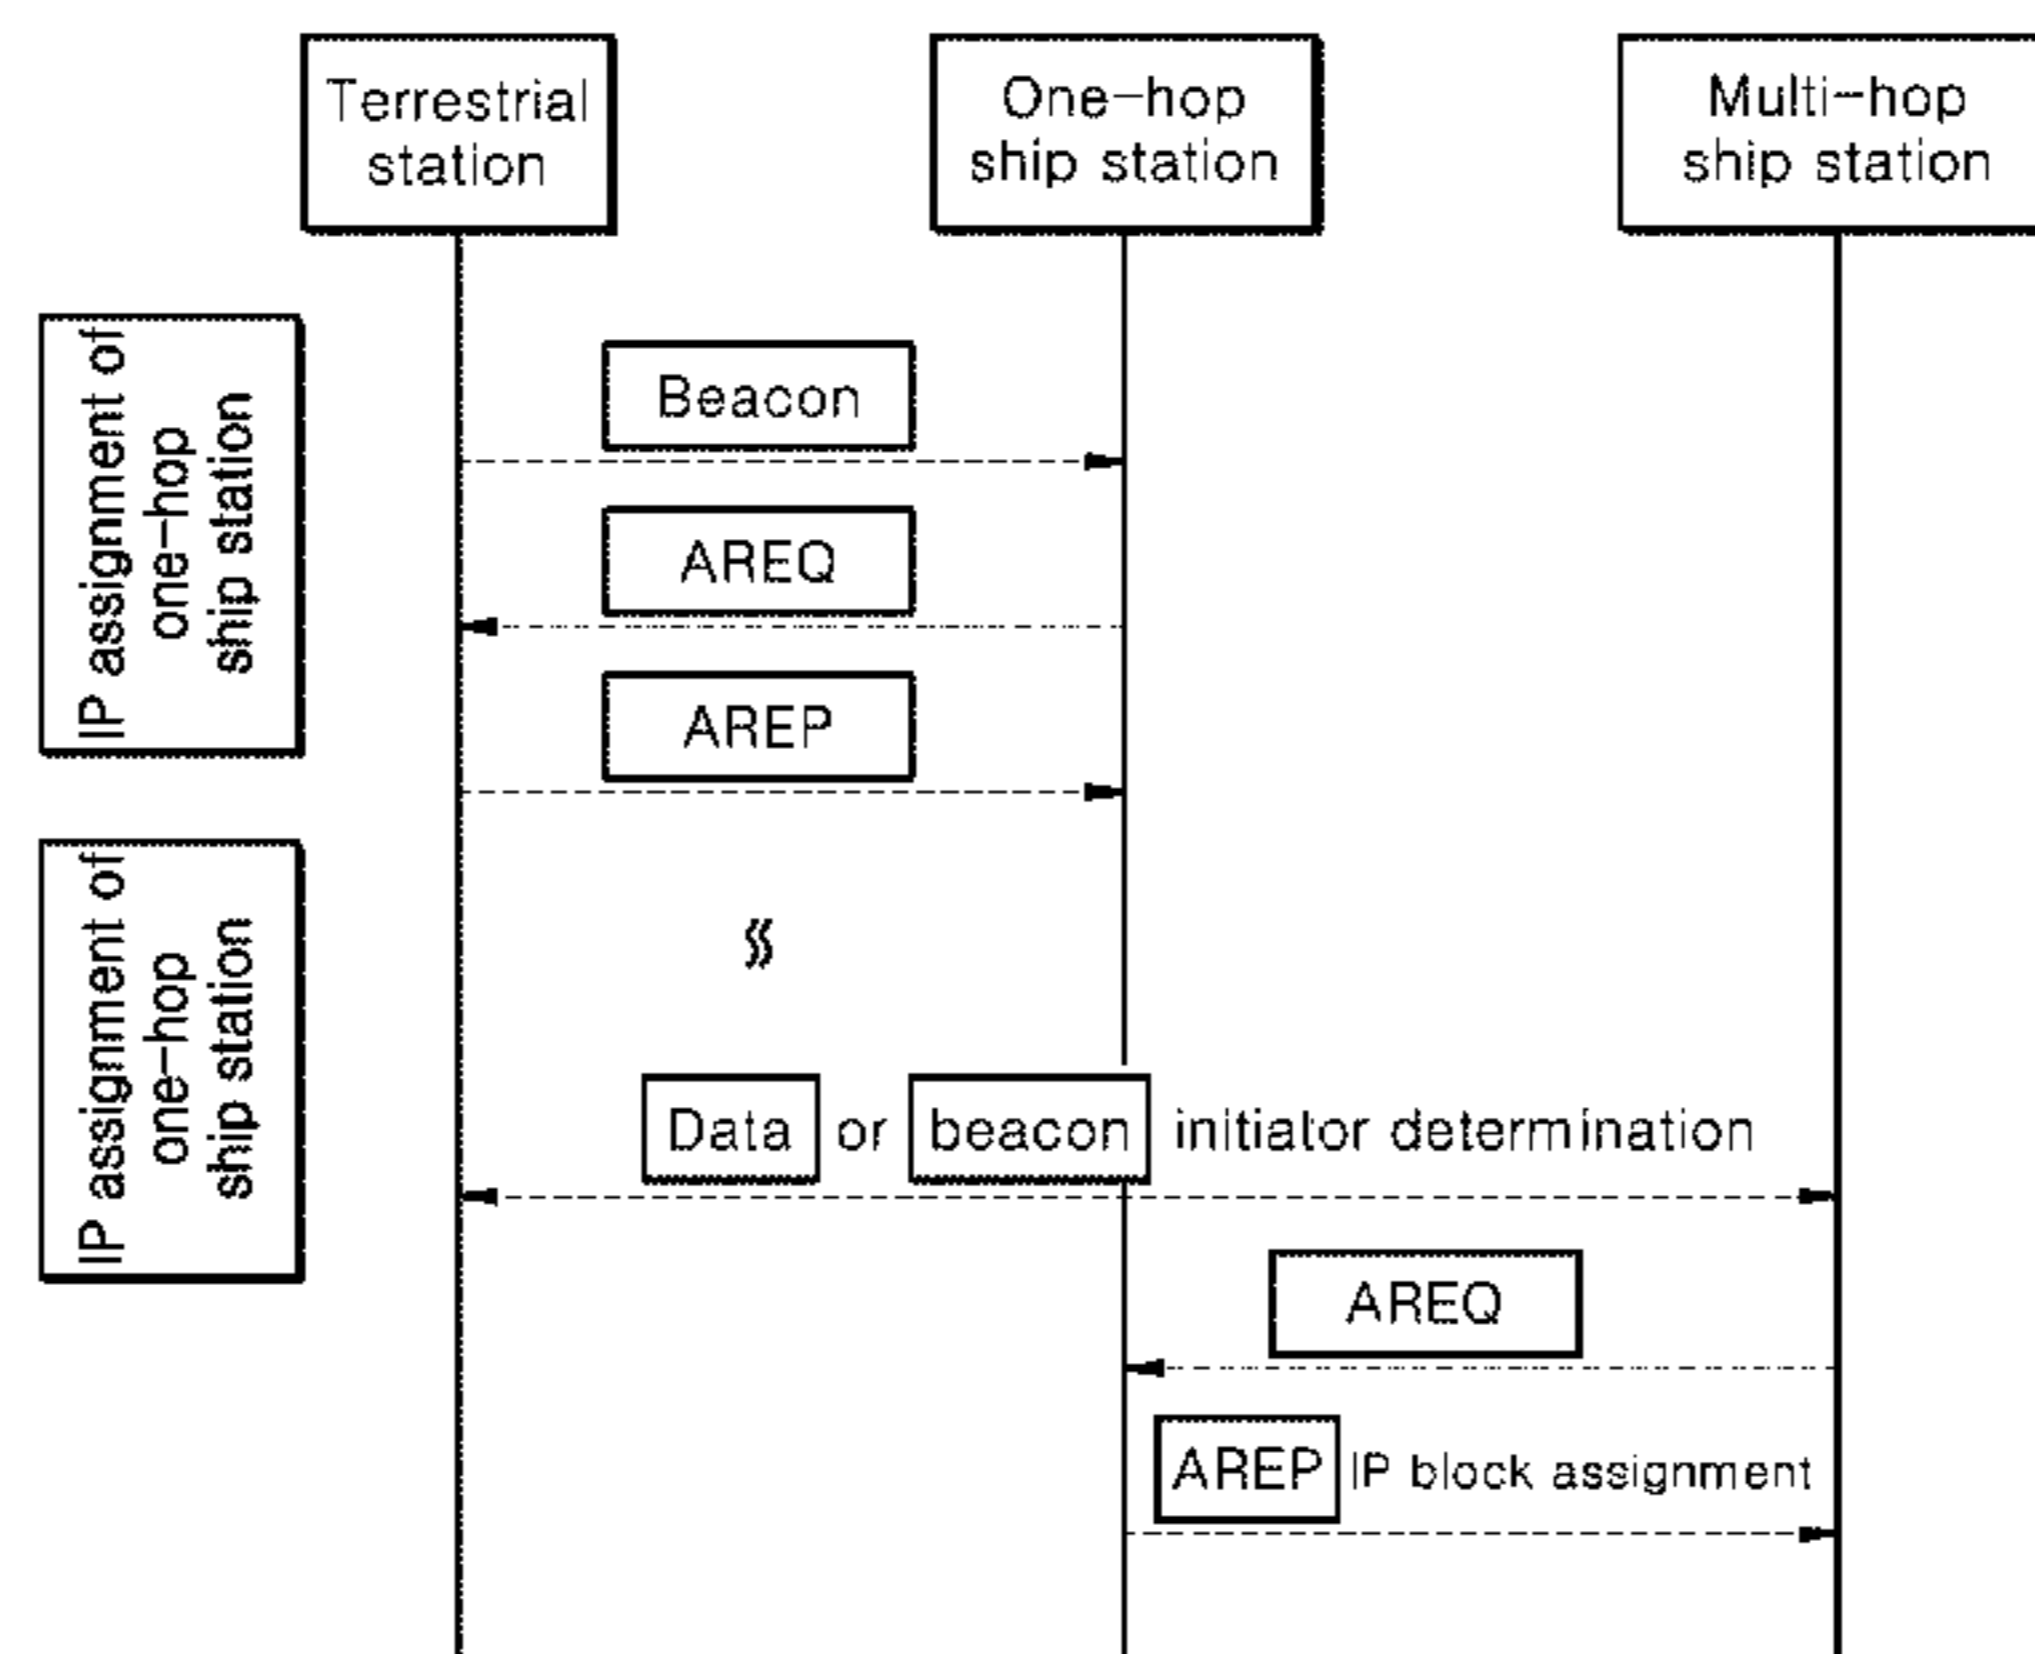 Terrestrial
station
One-hop
ship station
Multi-hop
ship station
IP assignment of
one-hop
ship station
Beacon
AREQ
AREP
IP assignment of
one-hop
ship station
Data or beacon initiator determination
AREQ
AREP IP block assignment